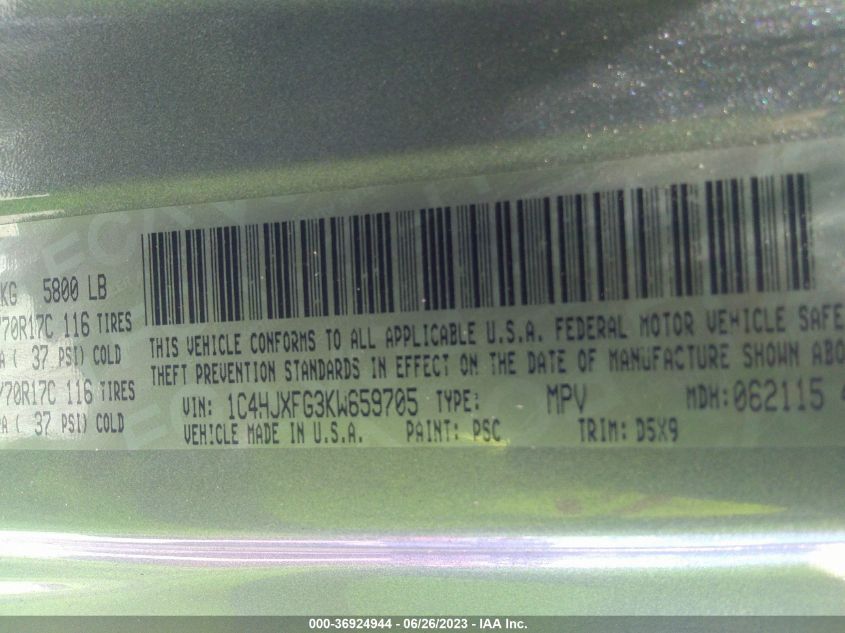 KG 5800 LB
/70R17C 116 TIRES
A ( 37 PSI) COLD
/70R17C 116 TIRES
A ( 37 PSI) COLD
THIS VEHICLE CONFORMS TO ALL APPLICABLE U.S.A. FEDERAL MOTOR VEHICLE SAFE
THEFT PREVENTION STANDARDS IN EFFECT ON THE DATE OF MANUFACTURE SHOWN ABO
VIN: 1C4HJXFG3KW659705 TYPE: MPV MDH: 062115
VEHICLE MADE IN U.S.A. PAINT: PSC TRIM: D5X9
000-36924944 / 06/26/2023 - IAA Inc.